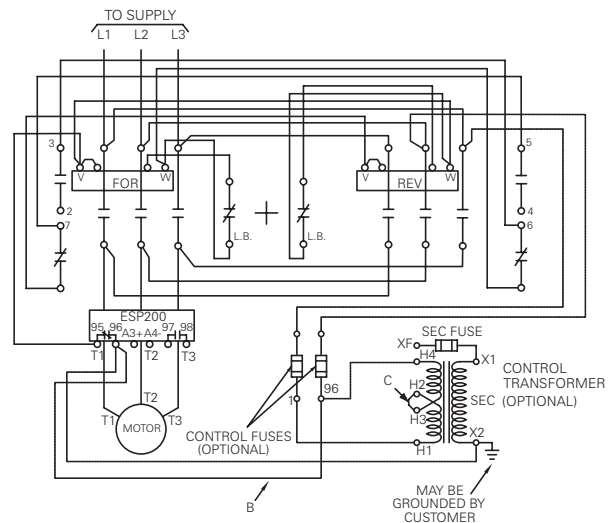 TO SUPPLY
L1 L2 L3
3
5
V W
FOR
V W
REV
2
7
4
6
L.B.
L.B.
ESP200
95 96 A3+ A4- 97 98
T1 T2 T3
T1 T2 T3
MOTOR
1
96
CONTROL FUSES
(OPTIONAL)
B
C
XF
SEC FUSE
H4
X1
H2
H3
H1
SEC
X2
CONTROL
TRANSFORMER
(OPTIONAL)
MAY BE
GROUNDED BY
CUSTOMER